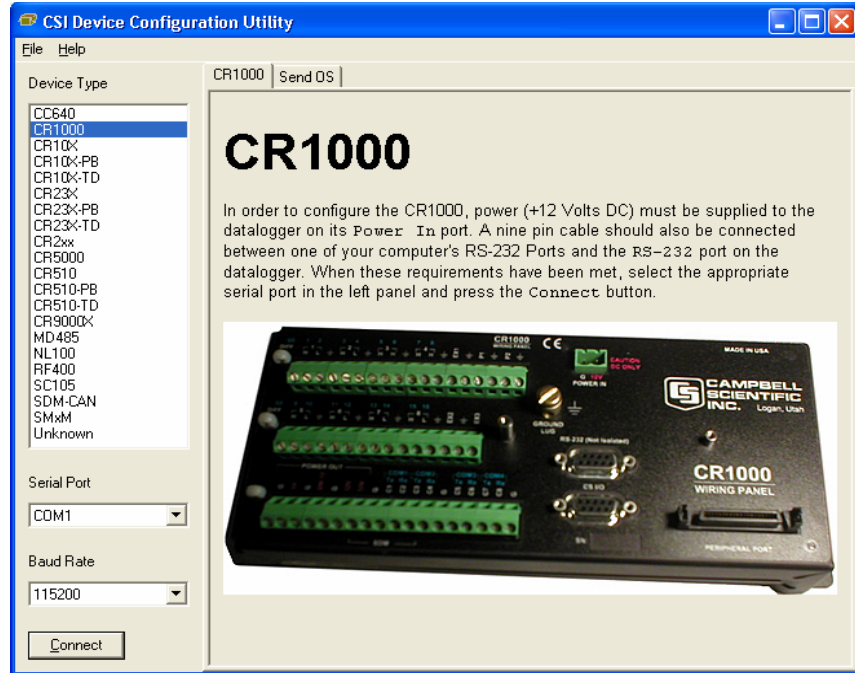 CSI Device Configuration Utility
File Help
Device Type
CC640
CR1000
CR10X
CR10X-PB
CR10X-TD
CR23X
CR23X-PB
CR23X-TD
CR2xx
CR5000
CR510
CR510-PB
CR510-TD
CR9000X
MD485
NL100
RF400
SC105
SDM-CAN
SMxM
Unknown
Serial Port
COM1
Baud Rate
115200
Connect
CR1000
Send OS
CR1000
In order to configure the CR1000, power (+12 Volts DC) must be supplied to the
datalogger on its Power In port. A nine pin cable should also be connected
between one of your computer's RS-232 Ports and the RS-232 port on the
datalogger. When these requirements have been met, select the appropriate
serial port in the left panel and press the Connect button.
CR1000
WIRING PANEL
CE
CAUTION
DC ONLY
G 12V
POWER IN
MADE IN USA
CAMPBELL
SCIENTIFIC
INC. Logan, Utah
GROUND
LUG
RS-232 (Not Isolated)
CS I/O
SN
POWER OUT
COM1
COM2
COM3
COM4
SDM
CR1000
WIRING PANEL
PERIPHERAL PORT